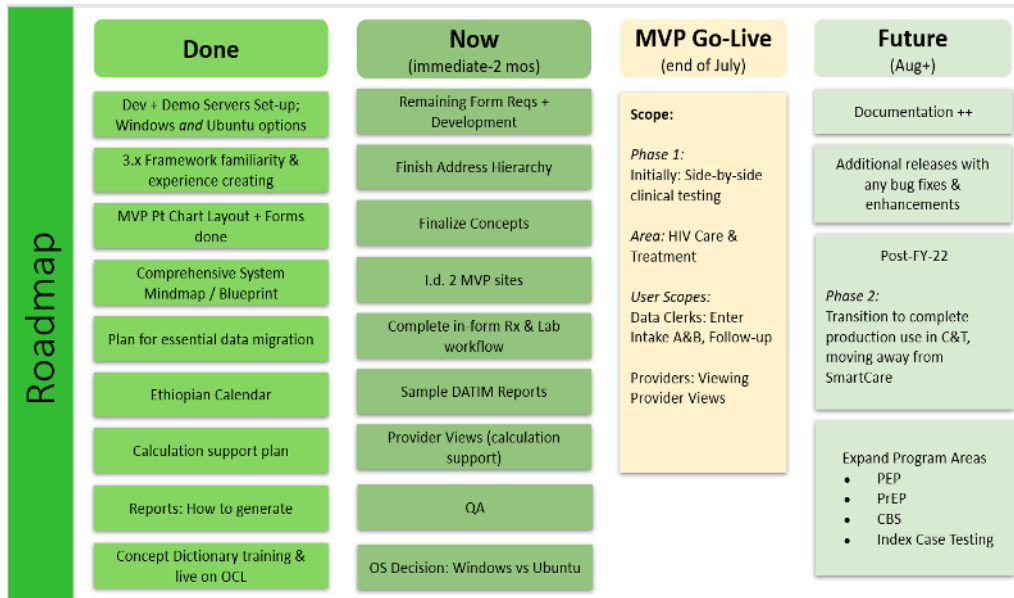 Roadmap
Done
Dev + Demo Servers Set-up;
Windows and Ubuntu options
3.x Framework familiarity &
experience creating
MVP Pt Chart Layout + Forms
done
Comprehensive System
Mindmap / Blueprint
Plan for essential data migration
Ethiopian Calendar
Calculation support plan
Reports: How to generate
Concept Dictionary training &
live on OCL
Now
(immediate-2 mos)
Remaining Form Reqs +
Development
Finish Address Hierarchy
Finalize Concepts
I.d. 2 MVP sites
Complete in-form Rx & Lab
workflow
Sample DATIM Reports
Provider Views (calculation
support)
QA
OS Decision: Windows vs Ubuntu
MVP Go-Live
(end of July)
Scope:
Phase 1:
Initially: Side-by-side
clinical testing
Area: HIV Care &
Treatment
User Scopes:
Data Clerks: Enter
Intake A&B, Follow-up
Providers: Viewing
Provider Views
Future
(Aug+)
Documentation ++
Additional releases with
any bug fixes &
enhancements
Post-FY-22
Phase 2:
Transition to complete
production use in C&T,
moving away from
SmartCare
Expand Program Areas
• PEP
• PrEP
• CBS
• Index Case Testing